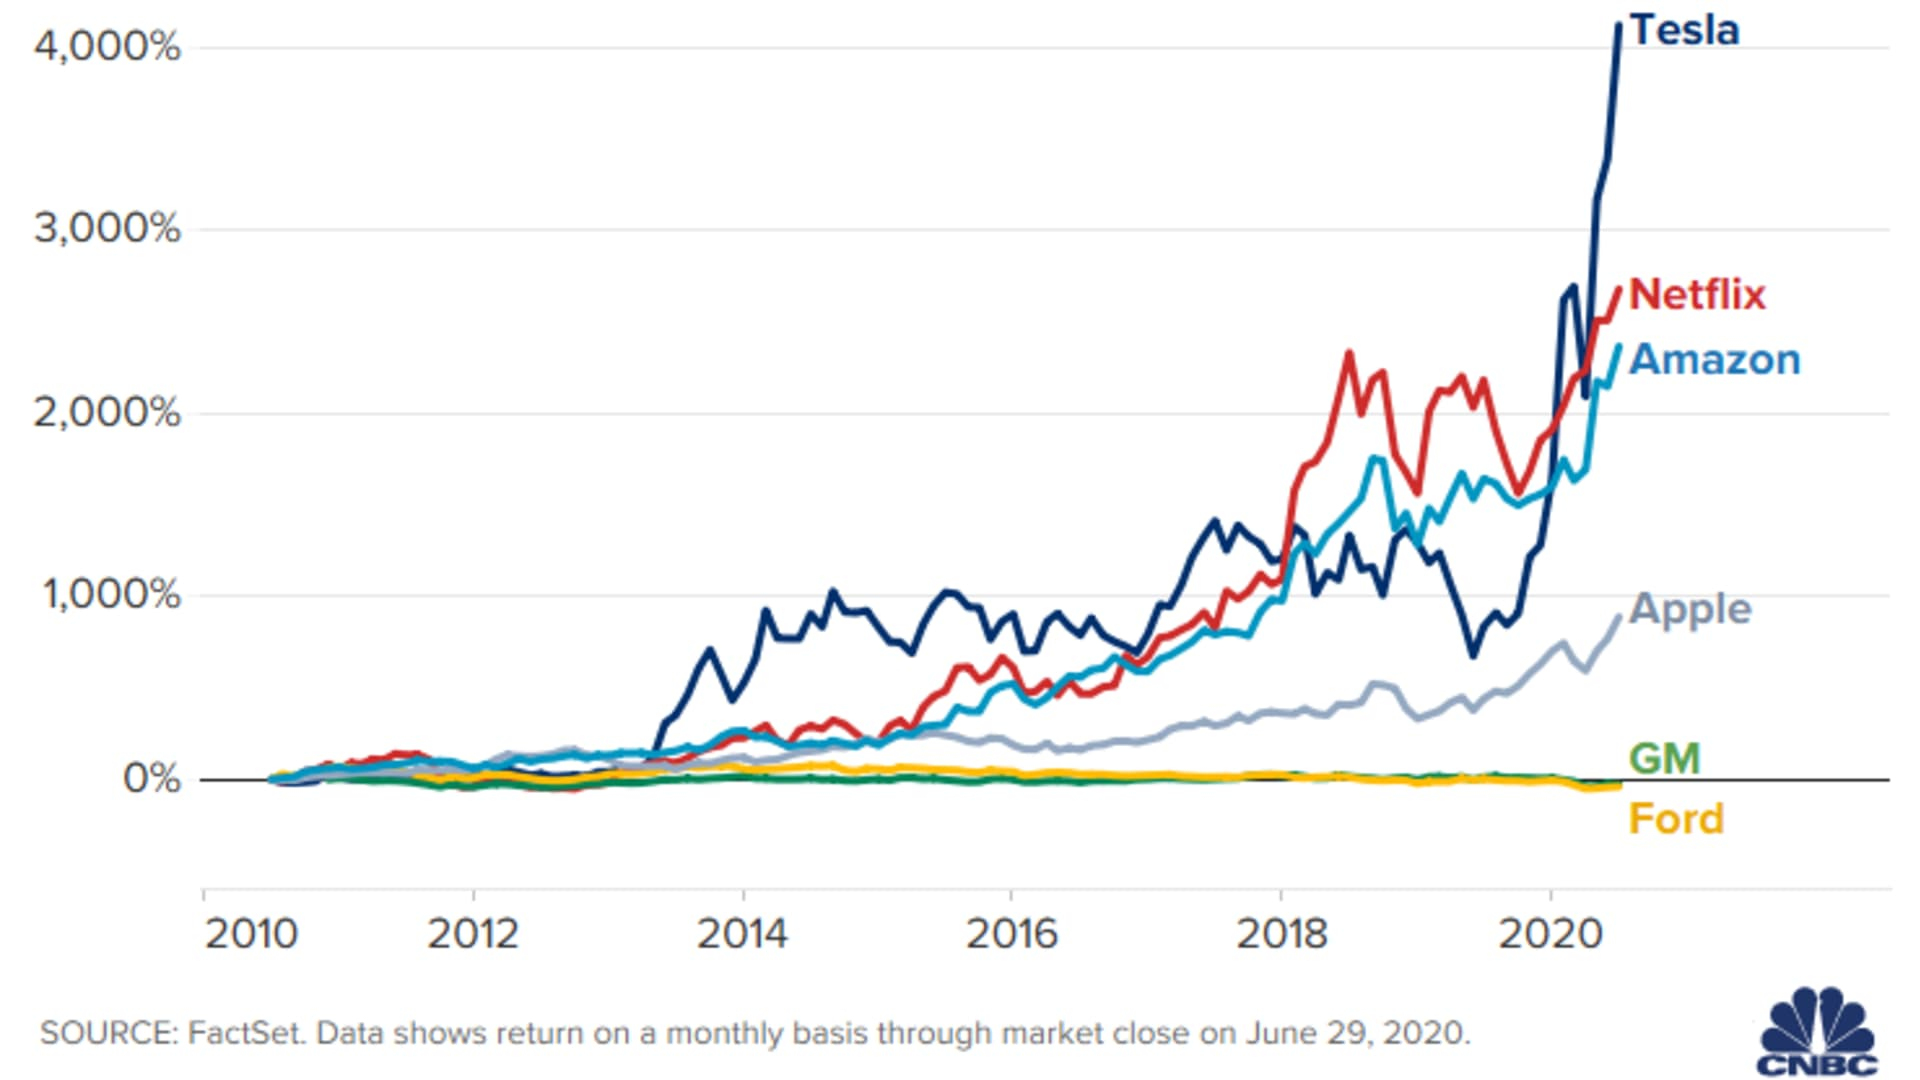 4,000%
Tesla
3,000%
Netflix
Amazon
2,000%
1,000%
Apple
GM
0%
Ford
2010 2012 2014 2016 2018 2020
SOURCE: FactSet. Data shows return on a monthly basis through market close on June 29, 2020.
CNBC